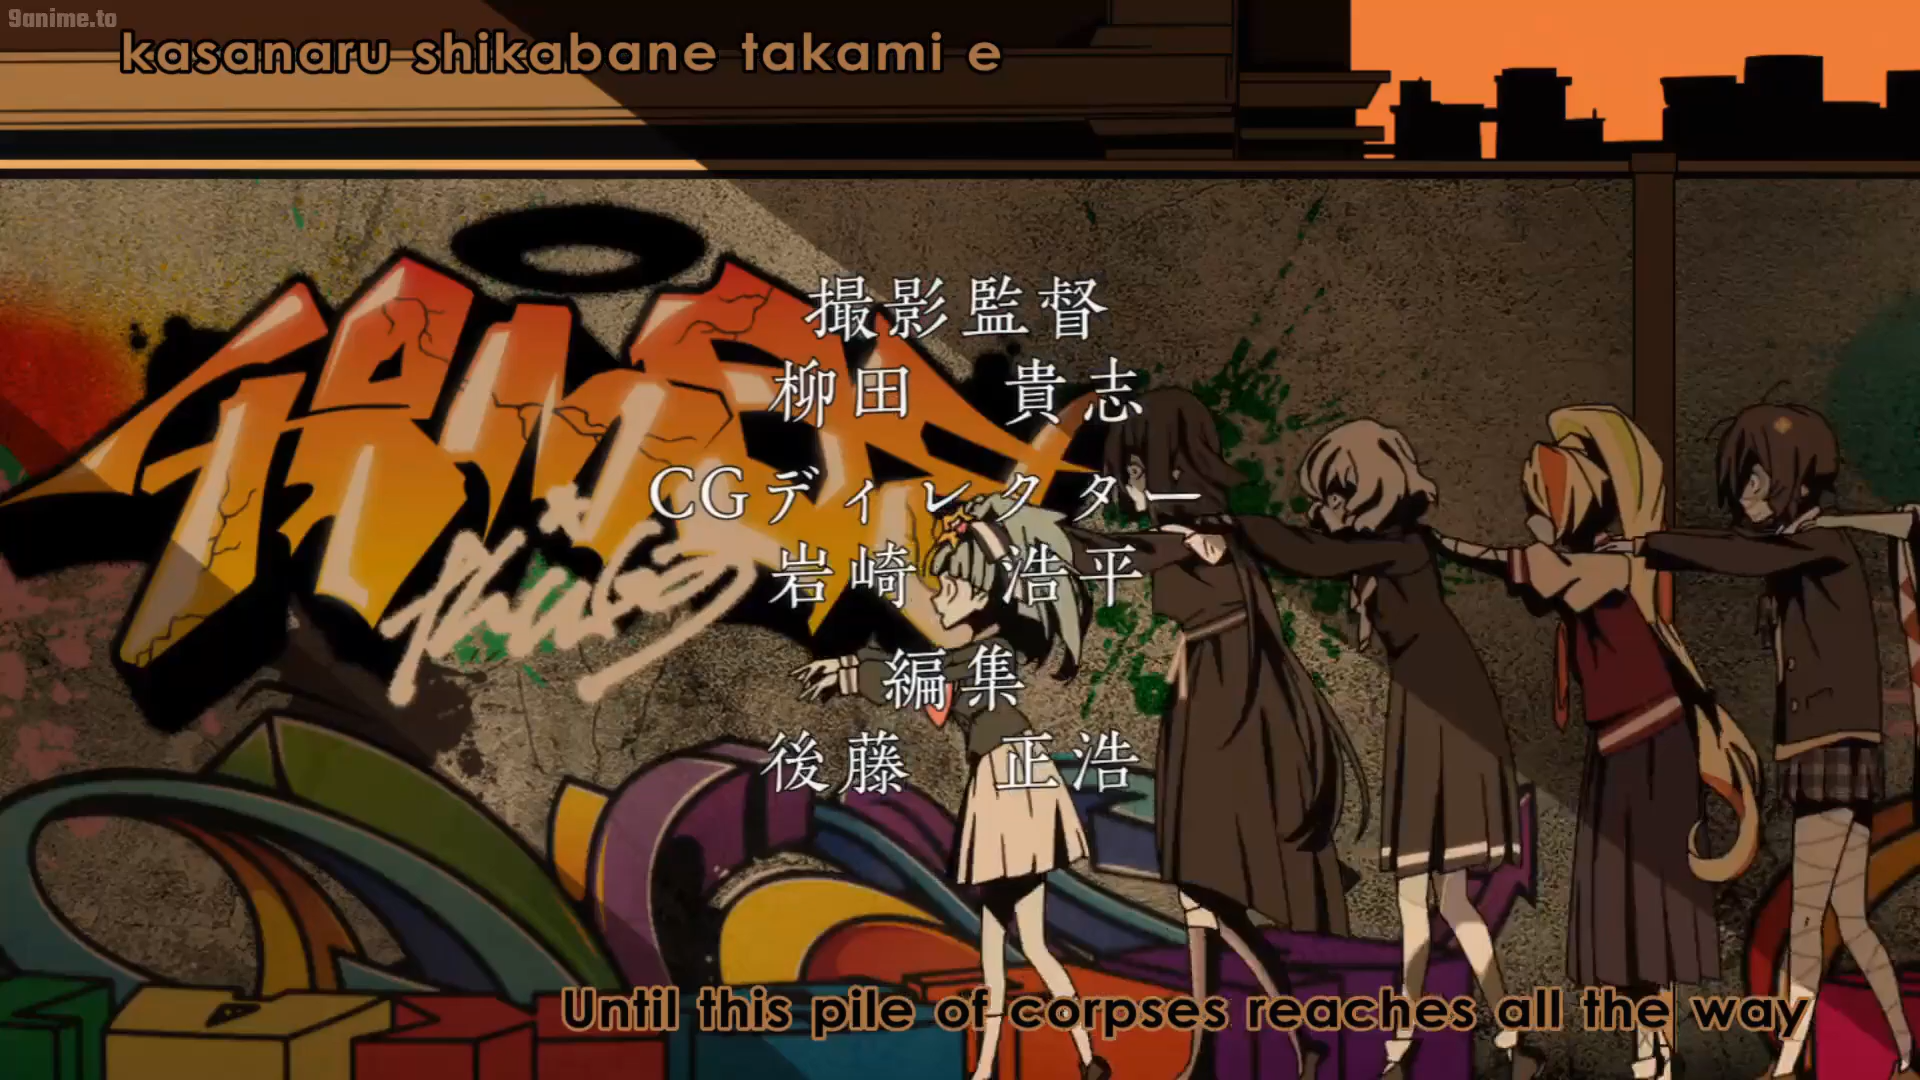 9anime.to
kasanaru shikabane takami e
撮影監督
柳田 貴志
CGディレクター
岩崎 浩平
編集
後藤 正浩
Until this pile of corpses reaches all the way